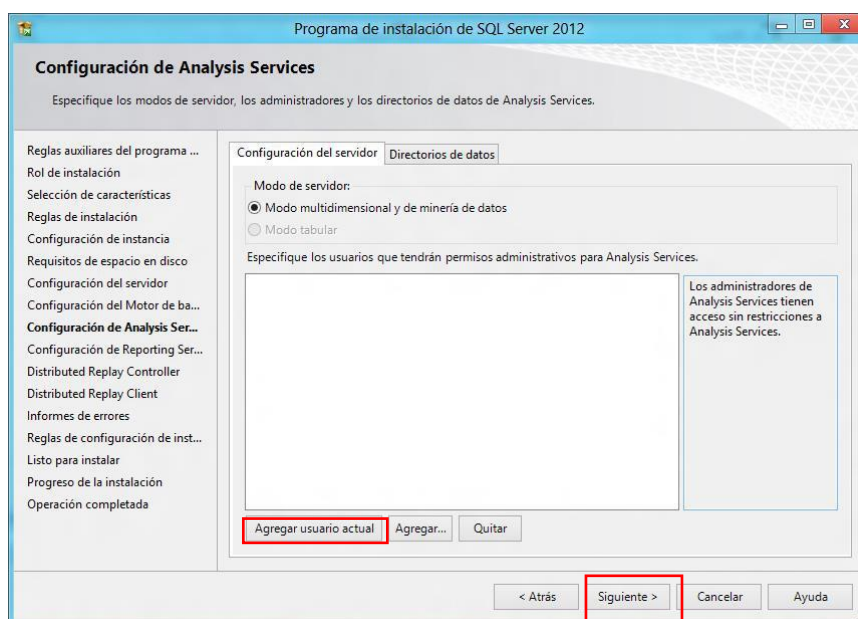 Programa de instalación de SQL Server 2012
Configuración de Analysis Services
Especifique los modos de servidor, los administradores y los directorios de datos de Analysis Services.
Reglas auxiliares del programa ...
Rol de instalación
Selección de características
Reglas de instalación
Configuración de instancia
Requisitos de espacio en disco
Configuración del servidor
Configuración del Motor de ba...
Configuración de Analysis Ser...
Configuración de Reporting Ser...
Distributed Replay Controller
Distributed Replay Client
Informes de errores
Reglas de configuración de inst...
Listo para instalar
Progreso de la instalación
Operación completada
Configuración del servidor Directorios de datos
Modo de servidor:
Modo multidimensional y de minería de datos
Modo tabular
Especifique los usuarios que tendrán permisos administrativos para Analysis Services.
Los administradores de
Analysis Services tienen
acceso sin restricciones a
Analysis Services.
Agregar usuario actual Agregar... Quitar
< Atrás Siguiente > Cancelar Ayuda